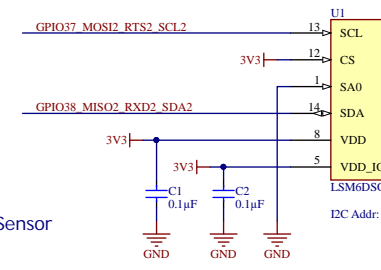 U1
GPIO37_MOSI2_RTS2_SCL2 13 SCL
3V3 12 CS
1 SA0
GPIO38_MISO2_RXD2_SDA2 14 SDA
3V3 8 VDD
3V3 5 VDD_IO
LSM6DSO
C1 C2
0.1µF 0.1µF
I2C Addr:
Sensor
GND GND GND